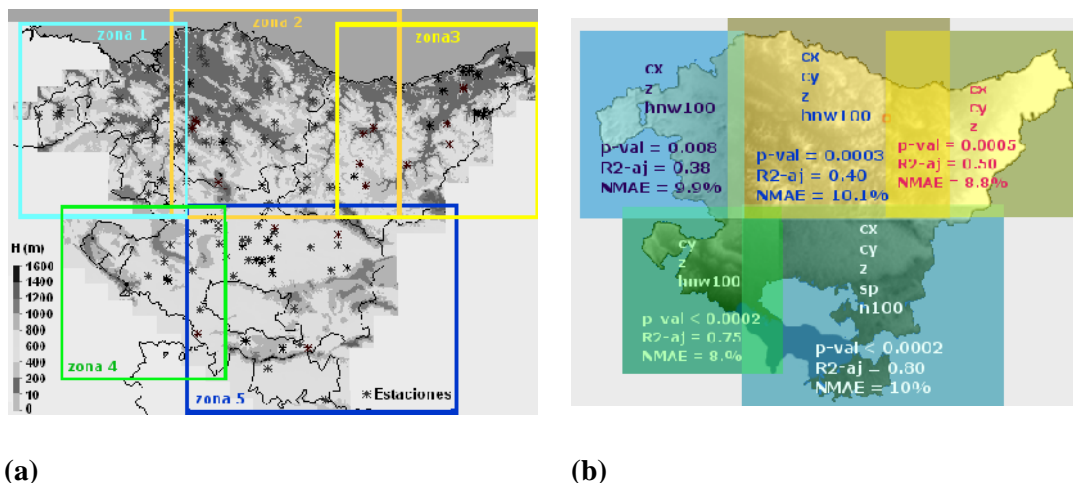 zona 1
zona 2
zona3
H (m)
1600
1400
1200
1000
800
600
400
200
10
0
zona 4
zona 5
*Estaciones
cx
z
hnw100
p-val = 0.008
R2-aj = 0.38
NMAE = 9.9%
cx
cy
z
hnw100
p-val = 0.0003
R2-aj = 0.40
NMAE = 10.1%
cx
cy
z
p-val = 0.0005
R2-aj = 0.50
NMAE = 8.8%
cy
z
hnw100
p-val < 0.0002
R2-aj = 0.75
NMAE = 8.%
cx
cy
z
sp
n100
p-val < 0.0002
R2-aj = 0.80
NMAE = 10%
(a)
(b)